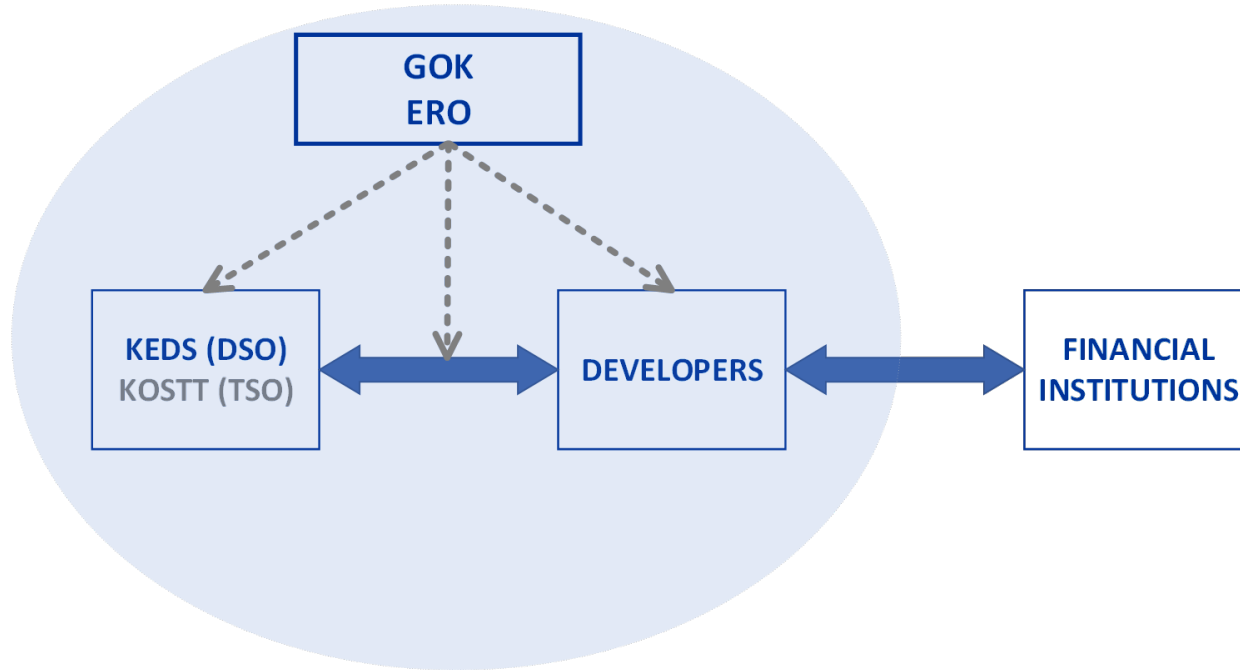 GOK
ERO
KEDS (DSO)
KOSTT (TSO)
DEVELOPERS
FINANCIAL
INSTITUTIONS